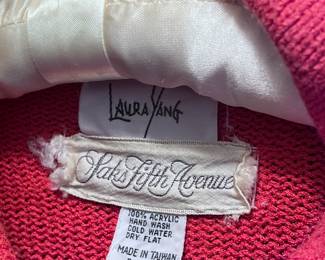 Laura Yang
Saks Fifth Avenue
100% ACRYLIC
HAND WASH
COLD WATER
DRY FLAT
MADE IN TAIWAN